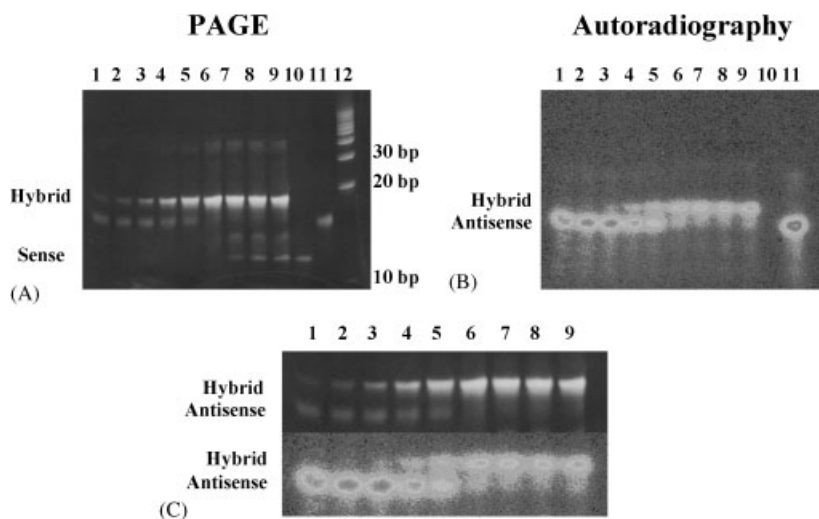 PAGE
1 2 3 4 5 6 7 8 9 10 11 12
30 bp
20 bp
Hybrid
Sense
10 bp
(A)
Autoradiography
1 2 3 4 5 6 7 8 9 10 11
Hybrid
Antisense
(B)
1 2 3 4 5 6 7 8 9
Hybrid
Antisense
Hybrid
Antisense
(C)